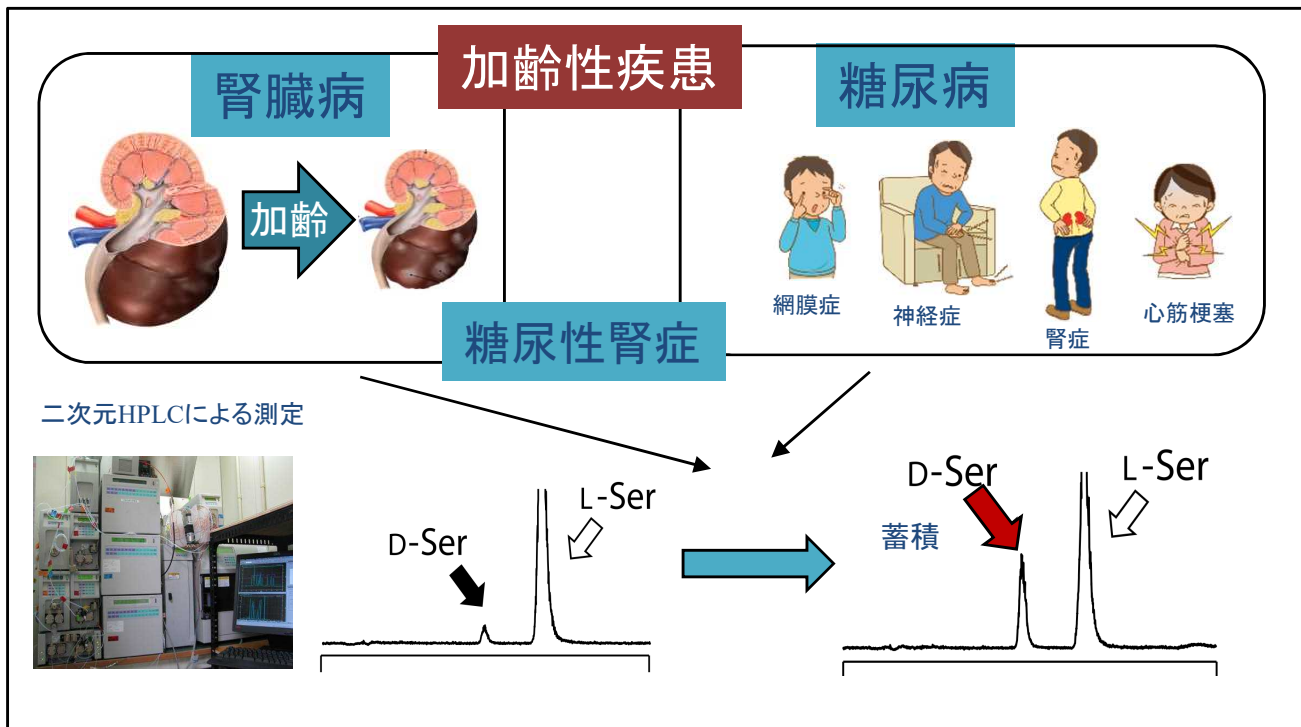 加齢性疾患
腎臓病
糖尿病
加齢
網膜症
神経症
腎症
心筋梗塞
糖尿性腎症
二次元HPLCによる測定
D-Ser
L-Ser
蓄積
D-Ser
L-Ser